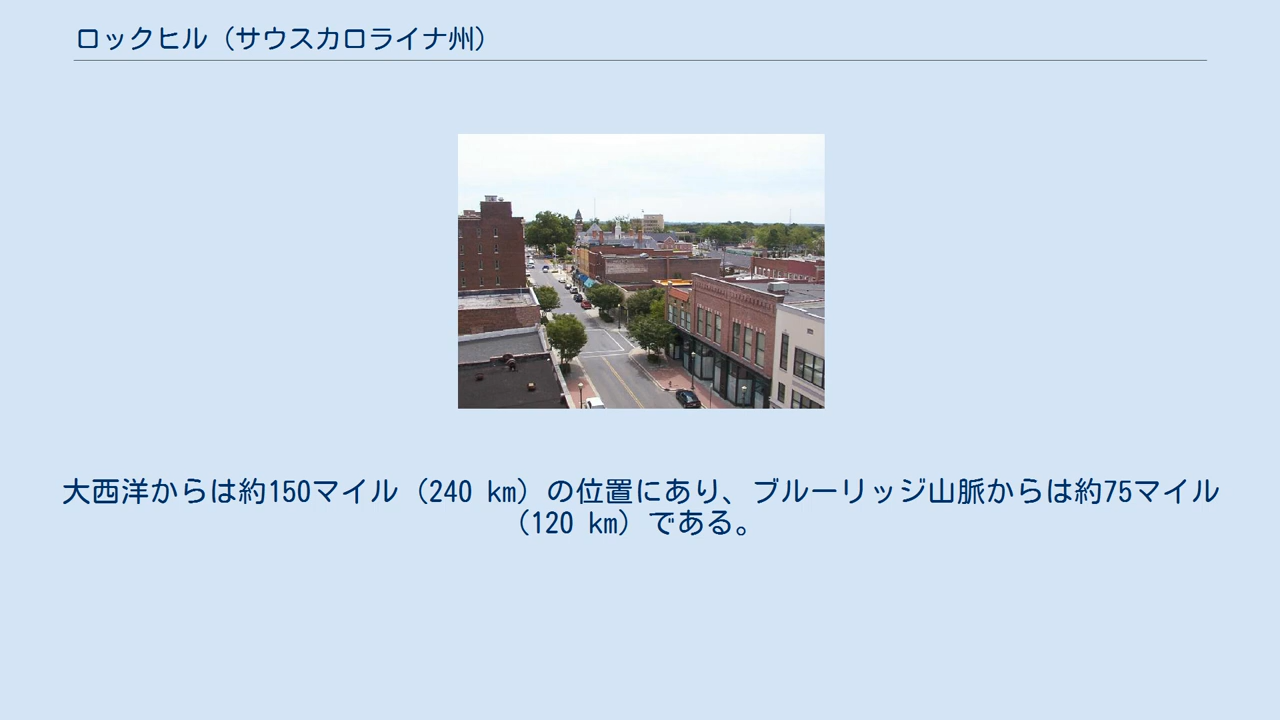 ロックヒル（サウスカロライナ州）
大西洋からは約150マイル（240 km）の位置にあり、ブルーリッジ山脈からは約75マイル
（120 km）である。